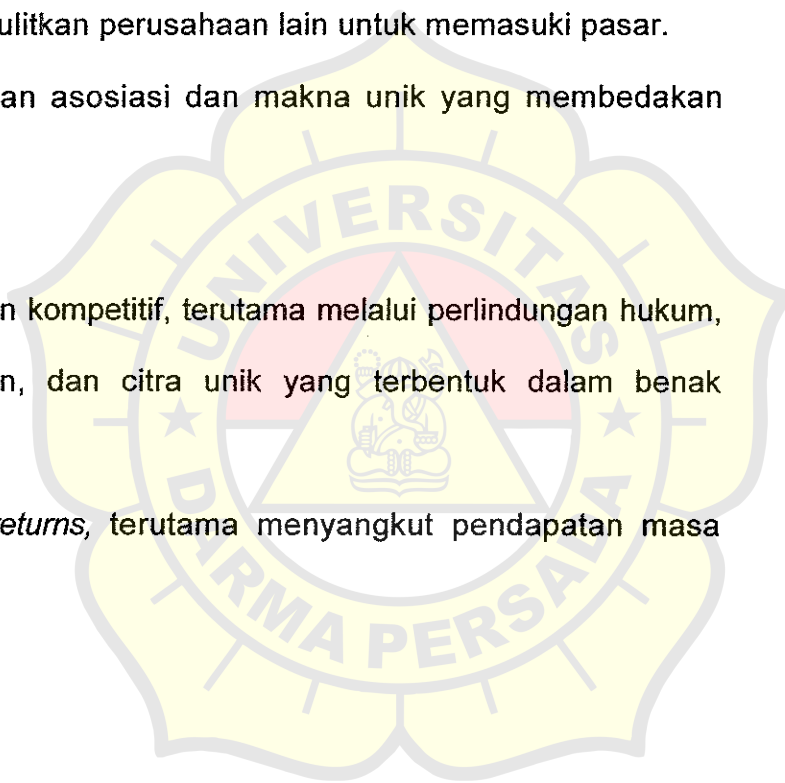 ulitkan perusahaan lain untuk memasuki pasar.
an asosiasi dan makna unik yang membedakan
n kompetitif, terutama melalui perlindungan hukum,
n, dan citra unik yang terbentuk dalam benak
eturns, terutama menyangkut pendapatan masa
UNIVERSITAS
DARMA PERSADA